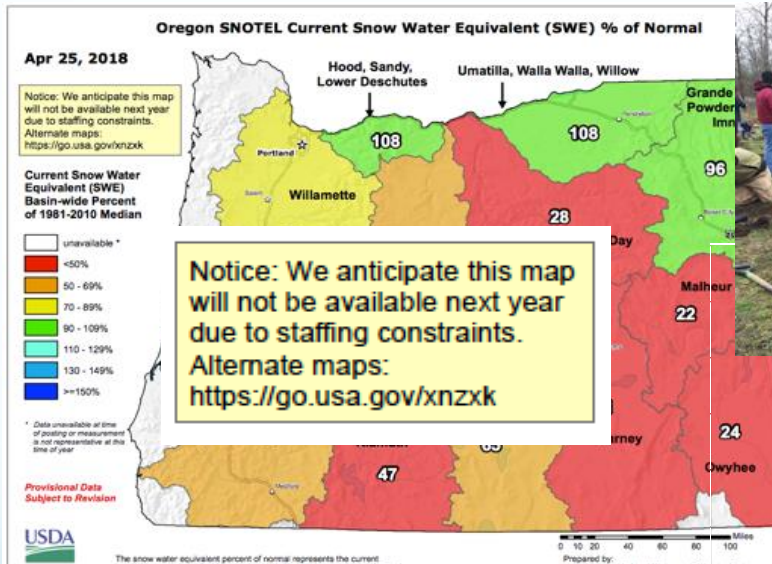 Oregon SNOTEL Current Snow Water Equivalent (SWE) % of Normal
Apr 25, 2018
Notice: We anticipate this map
will not be available next year
due to staffing constraints.
Alternate maps:
https://go.usa.gov/xnzxk
Current Snow Water
Equivalent (SWE)
Basin-wide Percent
of 1981-2010 Median
unavailable *
<50%
50 - 69%
70 - 89%
90 - 109%
110 - 129%
130 - 149%
>=150%
* Data unavailable at time
of posting or measurement
is not representative at this
time of year
Provisional Data
Subject to Revision
USDA
The snow water equivalent percent of normal represents the current
Hood, Sandy,
Lower Deschutes
Umatilla, Walla Walla, Willow
Grande
Powder
108
108
96
Portland
Salem
Willamette
28
Day
Malheur
22
Notice: We anticipate this map
will not be available next year
due to staffing constraints.
Alternate maps:
https://go.usa.gov/xnzxk
24
Owyhee
47
Medford
Miles
0 10 20 40 60 80 100
Prepared by: